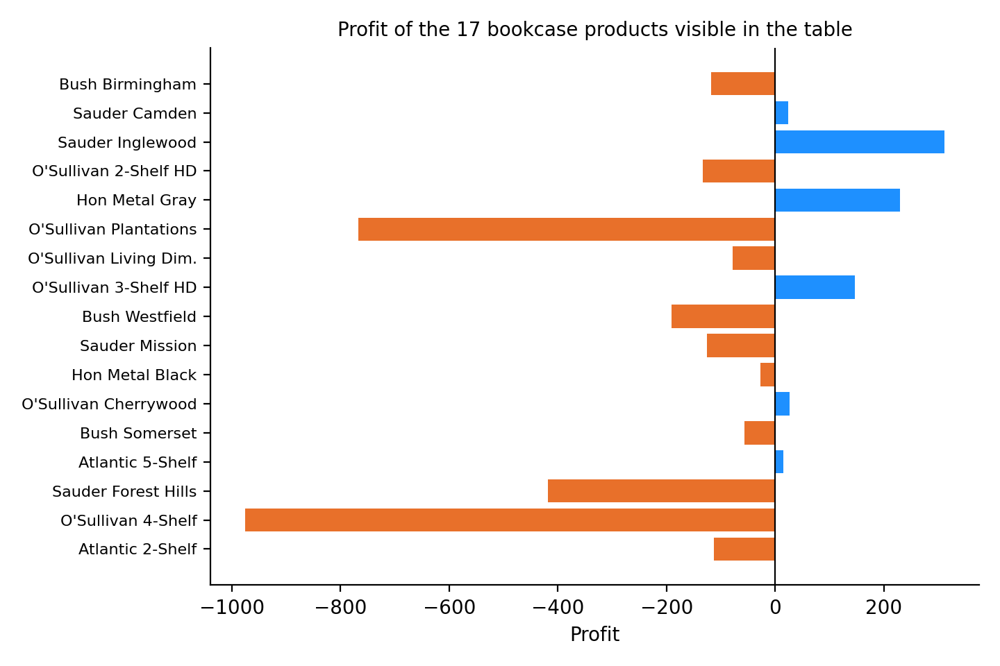 Profit of the 17 bookcase products visible in the table
Bush Birmingham
Sauder Camden
Sauder Inglewood
O'Sullivan 2-Shelf HD
Hon Metal Gray
O'Sullivan Plantations
O'Sullivan Living Dim.
O'Sullivan 3-Shelf HD
Bush Westfield
Sauder Mission
Hon Metal Black
O'Sullivan Cherrywood
Bush Somerset
Atlantic 5-Shelf
Sauder Forest Hills
O'Sullivan 4-Shelf
Atlantic 2-Shelf
−1000 −800 −600 −400 −200 0 200
Profit